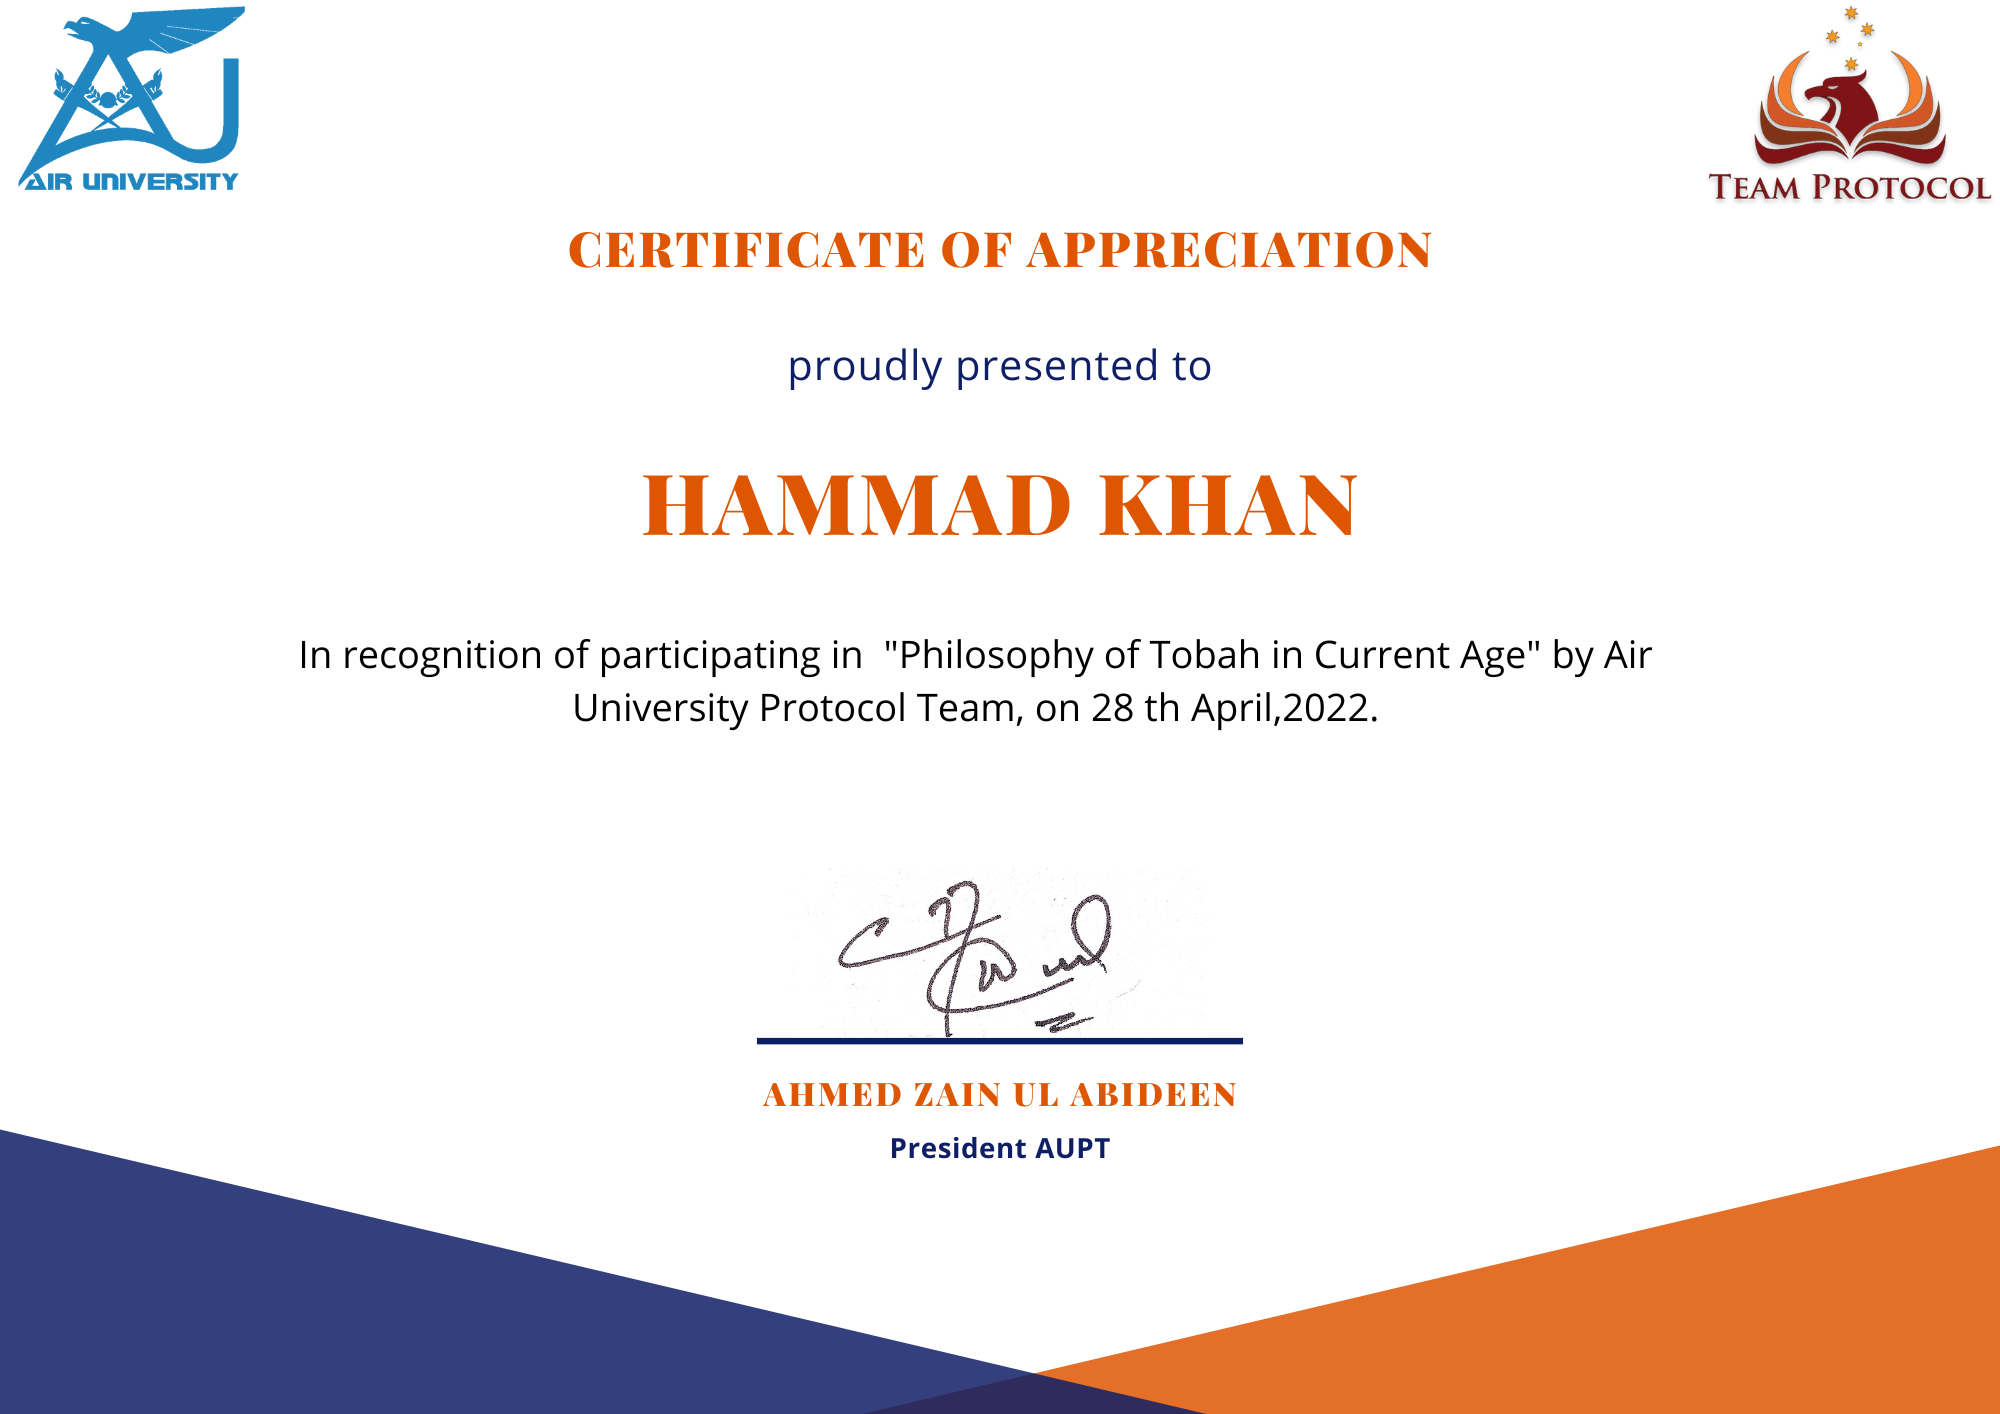 AIR UNIVERSITY
TEAM PROTOCOL
CERTIFICATE OF APPRECIATION
proudly presented to
HAMMAD KHAN
In recognition of participating in  "Philosophy of Tobah in Current Age" by Air
University Protocol Team, on 28 th April,2022.
AHMED ZAIN UL ABIDEEN
President AUPT